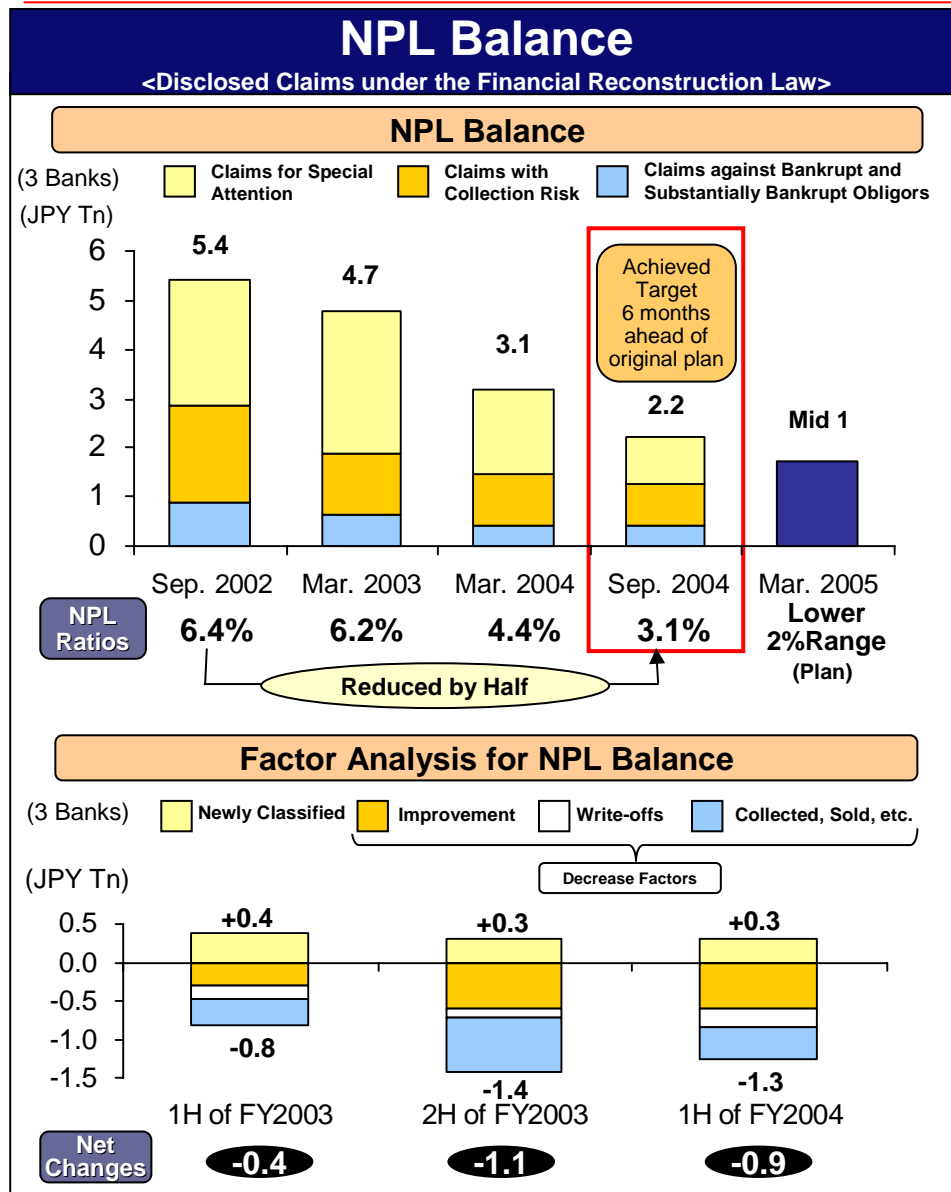 NPL Balance
<Disclosed Claims under the Financial Reconstruction Law>
NPL Balance
(3 Banks)
Claims for Special
Attention
Claims with
Collection Risk
Claims against Bankrupt and
Substantially Bankrupt Obligors
(JPY Tn)
6
5
4
3
2
1
0
5.4
4.7
3.1
2.2
Mid 1
Achieved
Target
6 months
ahead of
original plan
Sep. 2002 Mar. 2003 Mar. 2004 Sep. 2004 Mar. 2005
NPL
Ratios
6.4% 6.2% 4.4% 3.1%
Lower
2%Range
(Plan)
Reduced by Half
Factor Analysis for NPL Balance
(3 Banks) Newly Classified Improvement Write-offs Collected, Sold, etc.
Decrease Factors
(JPY Tn)
0.5
0.0
-0.5
-1.0
-1.5
+0.4 +0.3 +0.3
-0.8 -1.4 -1.3
1H of FY2003 2H of FY2003 1H of FY2004
Net
Changes
-0.4 -1.1 -0.9